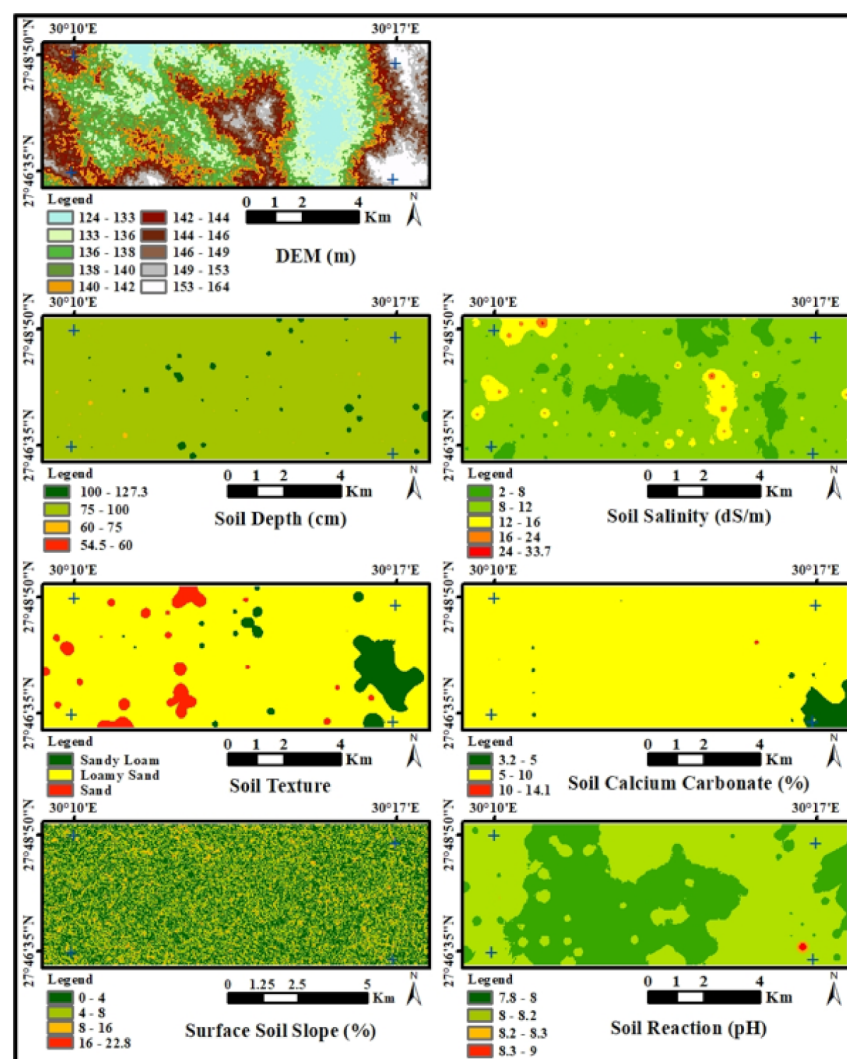 30°10'E 30°17'E
27°48'50"N
27°46'35"N
Legend
124 - 133 142 - 144
133 - 136 144 - 146
136 - 138 146 - 149
138 - 140 149 - 153
140 - 142 153 - 164
0 1 2 4
Km
N
DEM (m)
30°10'E 30°17'E
27°48'50"N
27°46'35"N
Legend
100 - 127.3
75 - 100
60 - 75
54.5 - 60
0 1 2 4
Km
N
Soil Depth (cm)
30°10'E 30°17'E
27°48'50"N
27°46'35"N
Legend
2 - 8
8 - 12
12 - 16
16 - 24
24 - 33.7
0 1 2 4
Km
N
Soil Salinity (dS/m)
30°10'E 30°17'E
27°48'50"N
27°46'35"N
Legend
Sandy Loam
Loamy Sand
Sand
0 1 2 4
Km
N
Soil Texture
30°10'E 30°17'E
27°48'50"N
27°46'35"N
Legend
3.2 - 5
5 - 10
10 - 14.1
0 1 2 4
Km
N
Soil Calcium Carbonate (%)
30°10'E 30°17'E
27°48'50"N
27°46'35"N
Legend
0 - 4
4 - 8
8 - 16
16 - 22.8
0 1.25 2.5 5
Km
N
Surface Soil Slope (%)
30°10'E 30°17'E
27°48'50"N
27°46'35"N
Legend
7.8 - 8
8 - 8.2
8.2 - 8.3
8.3 - 9
0 1 2 4
Km
N
Soil Reaction (pH)